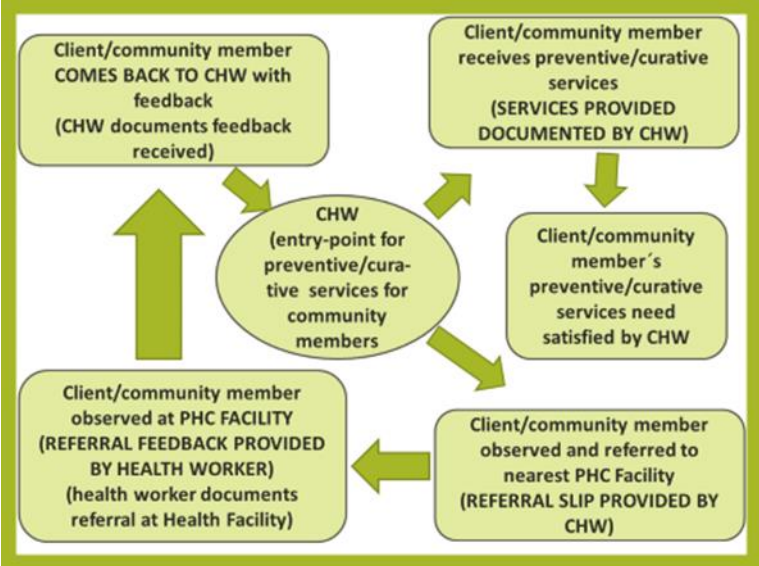 Client/community member
COMES BACK TO CHW with
feedback
(CHW documents feedback
received)
Client/community member
receives preventive/curative
services
(SERVICES PROVIDED
DOCUMENTED BY CHW)
CHW
(entry-point for
preventive/cura-
tive services for
community
members
Client/community
member´s
preventive/curative
services need
satisfied by CHW
Client/community member
observed at PHC FACILITY
(REFERRAL FEEDBACK PROVIDED
BY HEALTH WORKER)
(health worker documents
referral at Health Facility)
Client/community member
observed and referred to
nearest PHC Facility
(REFERRAL SLIP PROVIDED BY
CHW)